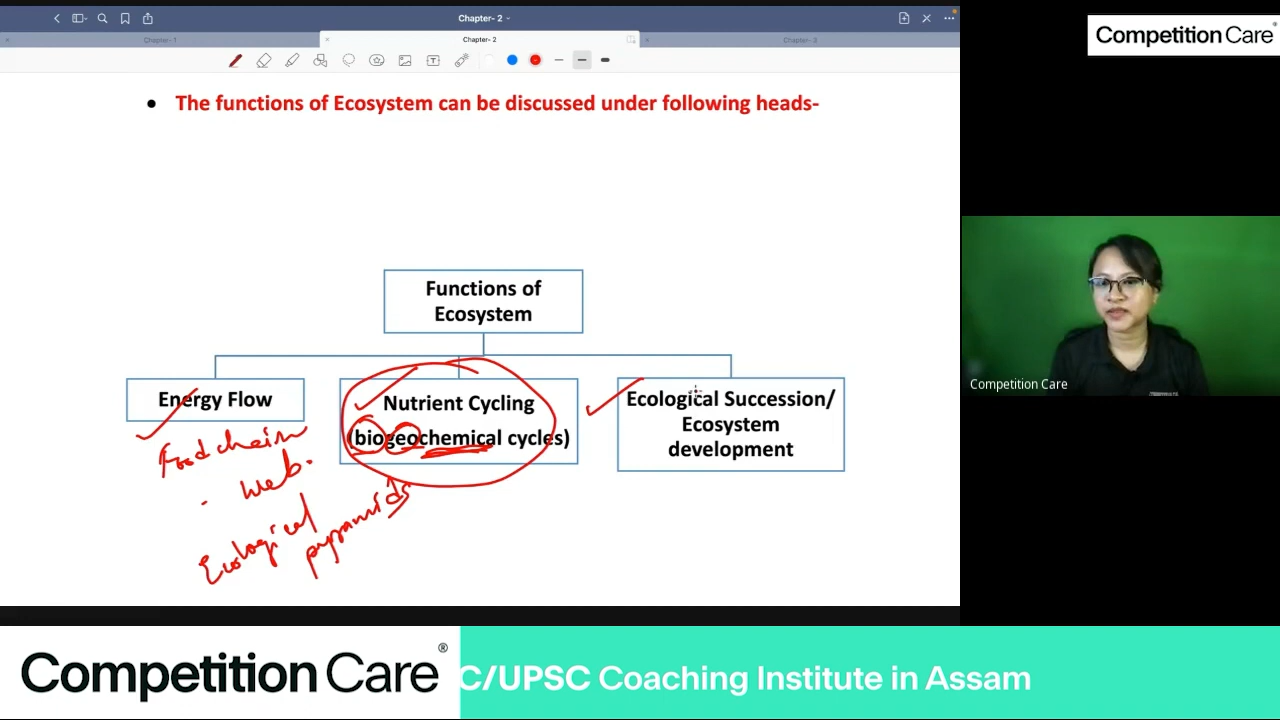 Chapter- 2
Chapter- 1
Chapter- 2
Chapter- 3
Competition Care®
• The functions of Ecosystem can be discussed under following heads-
Functions of
Ecosystem
Energy Flow
Nutrient Cycling
(biogeochemical cycles)
Ecological Succession/
Ecosystem
development
Food chain
web.
Ecological
pyramids
Competition Care
Competition Care®
C/UPSC Coaching Institute in Assam